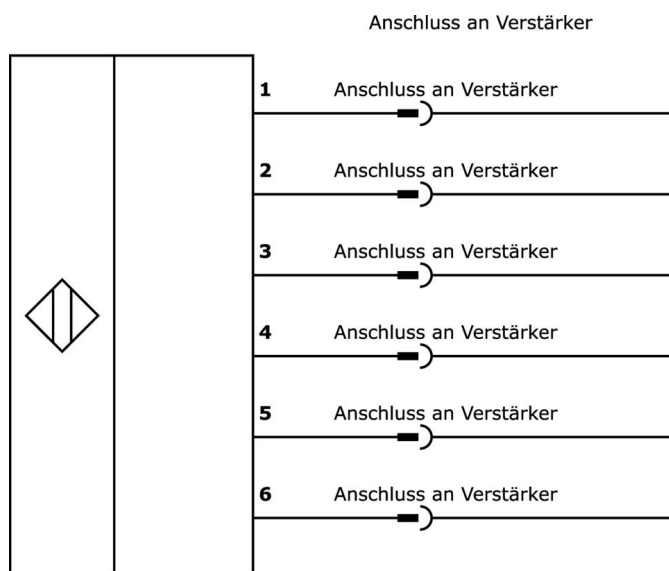 Anschluss an Verstärker
1 Anschluss an Verstärker
2 Anschluss an Verstärker
3 Anschluss an Verstärker
4 Anschluss an Verstärker
5 Anschluss an Verstärker
6 Anschluss an Verstärker